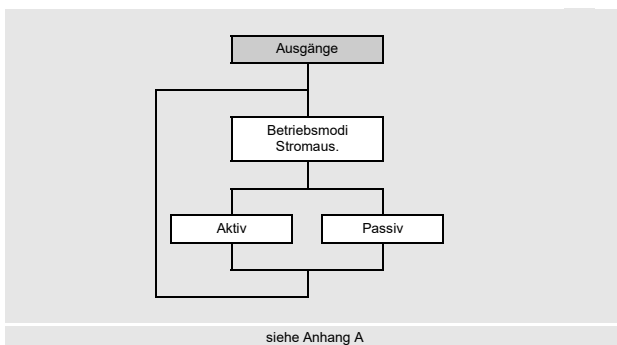 Ausgänge
Betriebsmodi
Stromaus.
Aktiv
Passiv
siehe Anhang A